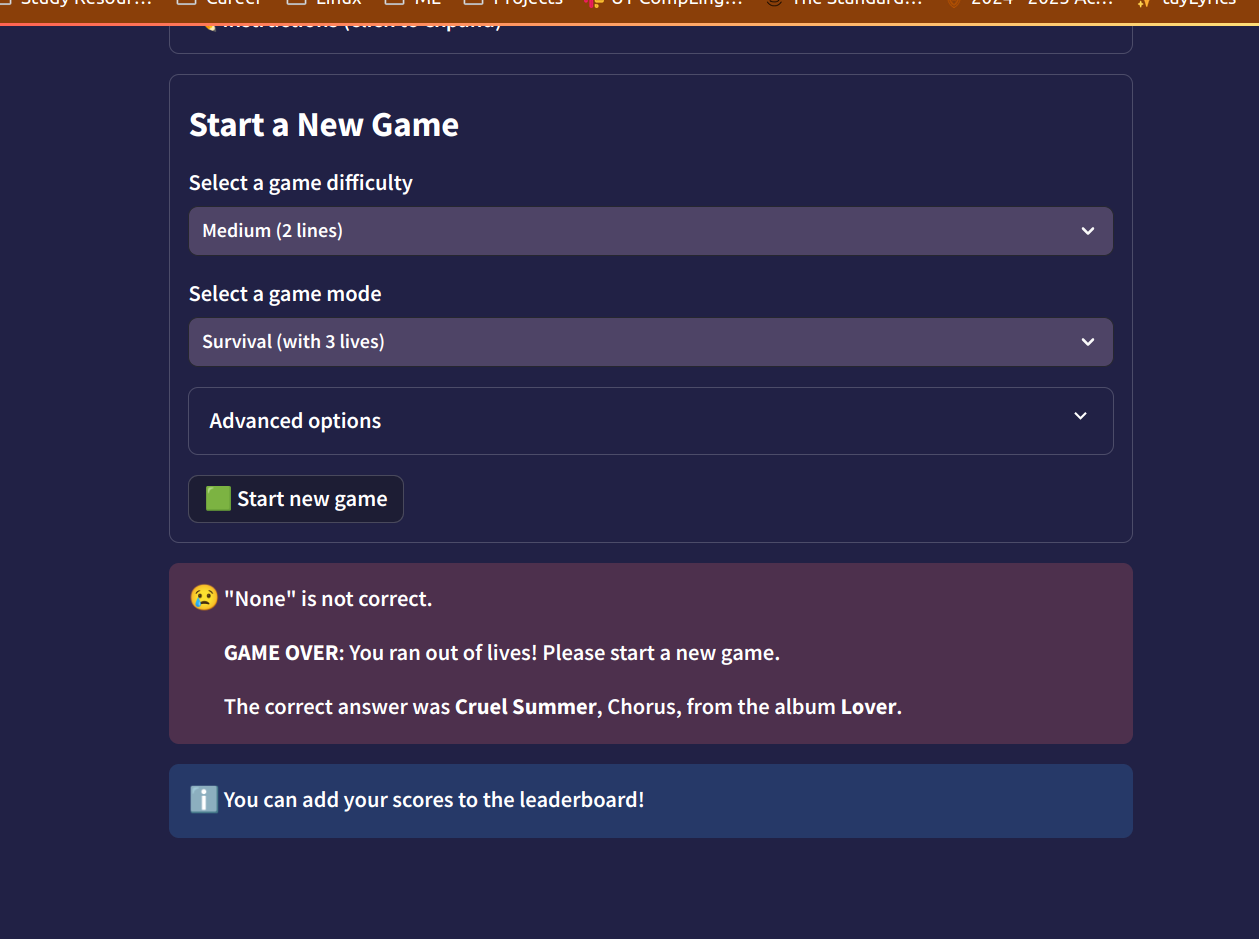 Study Resour...
Career
Linux
ML
Projects
UT CompLing...
The Standard...
2024 - 2025 Ac...
tayLyrics
Instructions (click to expand)
Start a New Game
Select a game difficulty
Medium (2 lines)
Select a game mode
Survival (with 3 lives)
Advanced options
Start new game
"None" is not correct.
GAME OVER: You ran out of lives! Please start a new game.
The correct answer was Cruel Summer, Chorus, from the album Lover.
You can add your scores to the leaderboard!